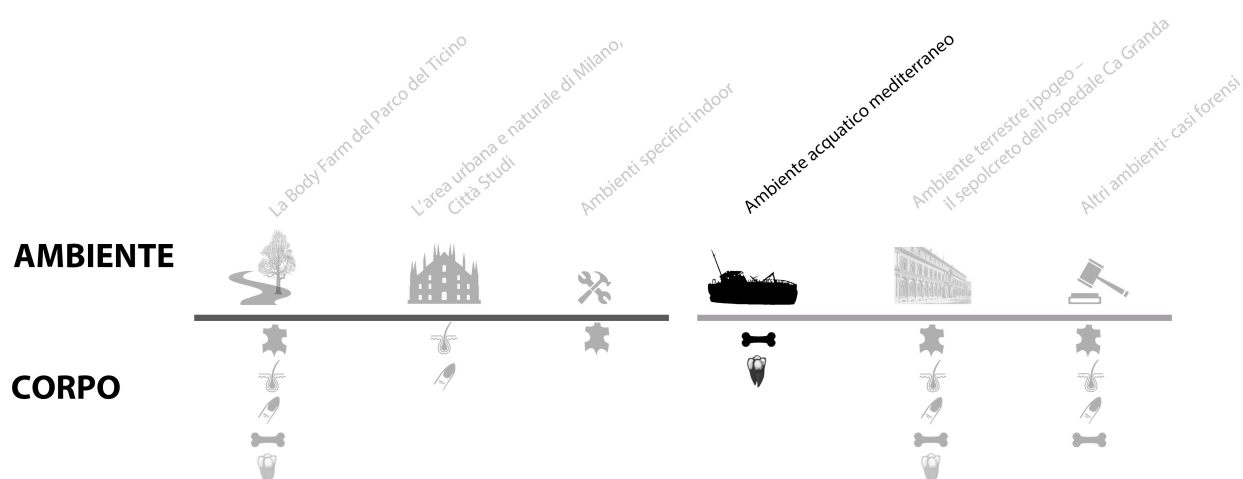 La Body Farm del Parco del Ticino
L'area urbana e naturale di Milano,
Città Studi
Ambienti specifici indoor
Ambiente acquatico mediterraneo
Ambiente terrestre ipogeo –
il sepolcreto dell'ospedale Ca Granda
Altri ambienti- casi forensi
AMBIENTE
CORPO